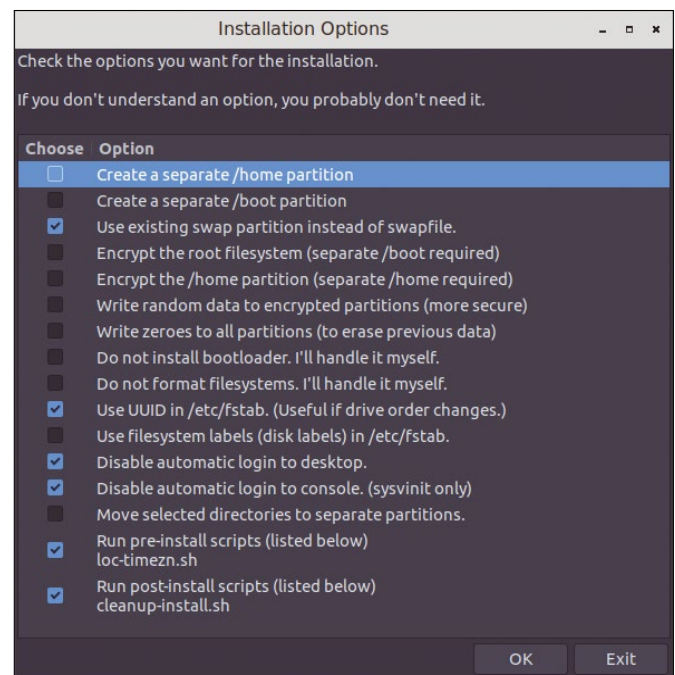 Installation Options
Check the options you want for the installation.
If you don't understand an option, you probably don't need it.
Choose Option
Create a separate /home partition
Create a separate /boot partition
Use existing swap partition instead of swapfile.
Encrypt the root filesystem (separate /boot required)
Encrypt the /home partition (separate /home required)
Write random data to encrypted partitions (more secure)
Write zeroes to all partitions (to erase previous data)
Do not install bootloader. I'll handle it myself.
Do not format filesystems. I'll handle it myself.
Use UUID in /etc/fstab. (Useful if drive order changes.)
Use filesystem labels (disk labels) in /etc/fstab.
Disable automatic login to desktop.
Disable automatic login to console. (sysvinit only)
Move selected directories to separate partitions.
Run pre-install scripts (listed below)
loc-timezn.sh
Run post-install scripts (listed below)
cleanup-install.sh
OK Exit